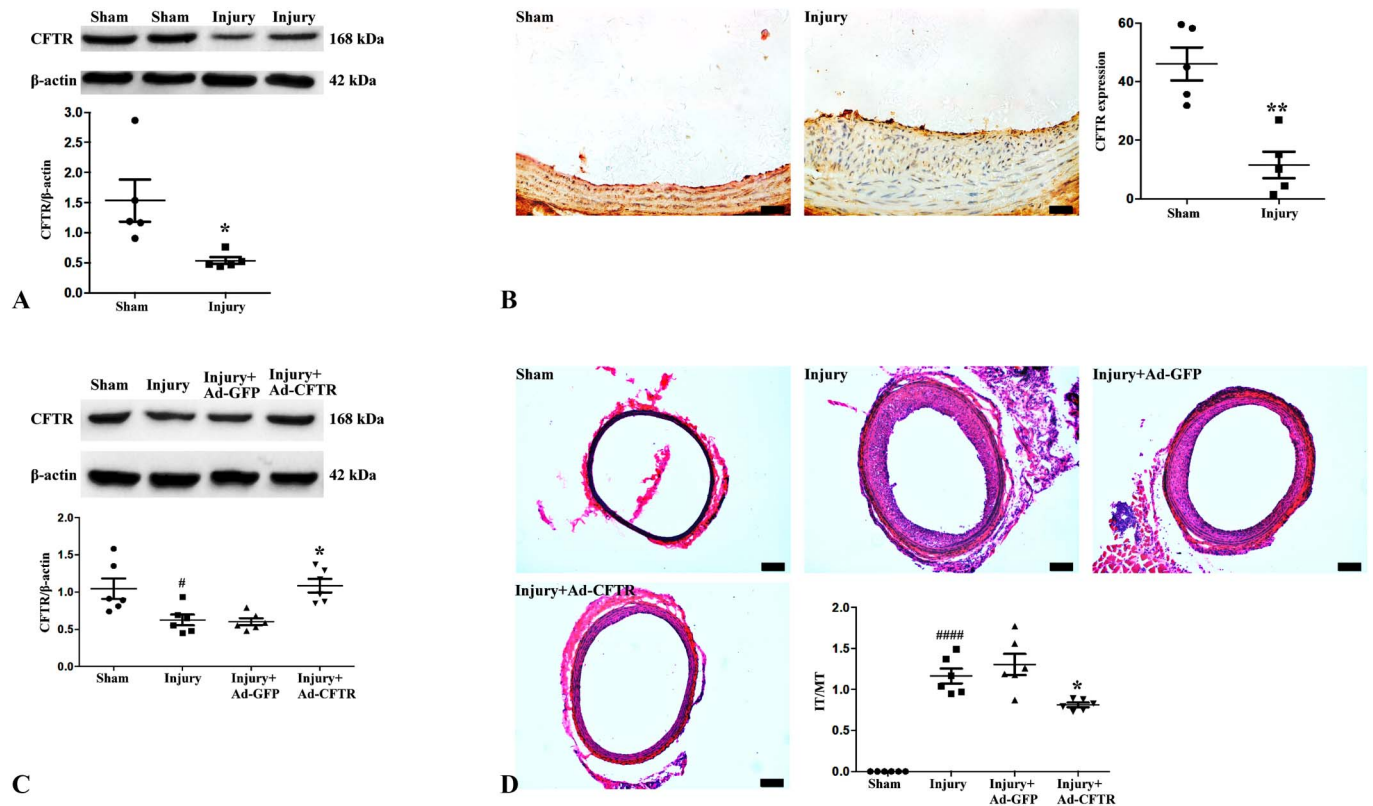 Sham Sham Injury Injury
CFTR 168 kDa
β-actin 42 kDa
3.0
2.5
2.0
1.5
1.0
0.5
0.0
CFTR/β-actin
*
Sham Injury
A
Sham
Injury
60
40
20
0
CFTR expression
**
Sham Injury
B
Sham Injury Injury+ Injury+
Ad-GFP Ad-CFTR
CFTR 168 kDa
β-actin 42 kDa
2.0
1.5
1.0
0.5
0.0
CFTR/β-actin
#
*
Sham Injury Injury+ Injury+
Ad-GFP Ad-CFTR
C
Sham
Injury
Injury+Ad-GFP
Injury+Ad-CFTR
2.0
1.5
1.0
0.5
0.0
IT/MT
####
*
Sham Injury Injury+ Injury+
Ad-GFP Ad-CFTR
D